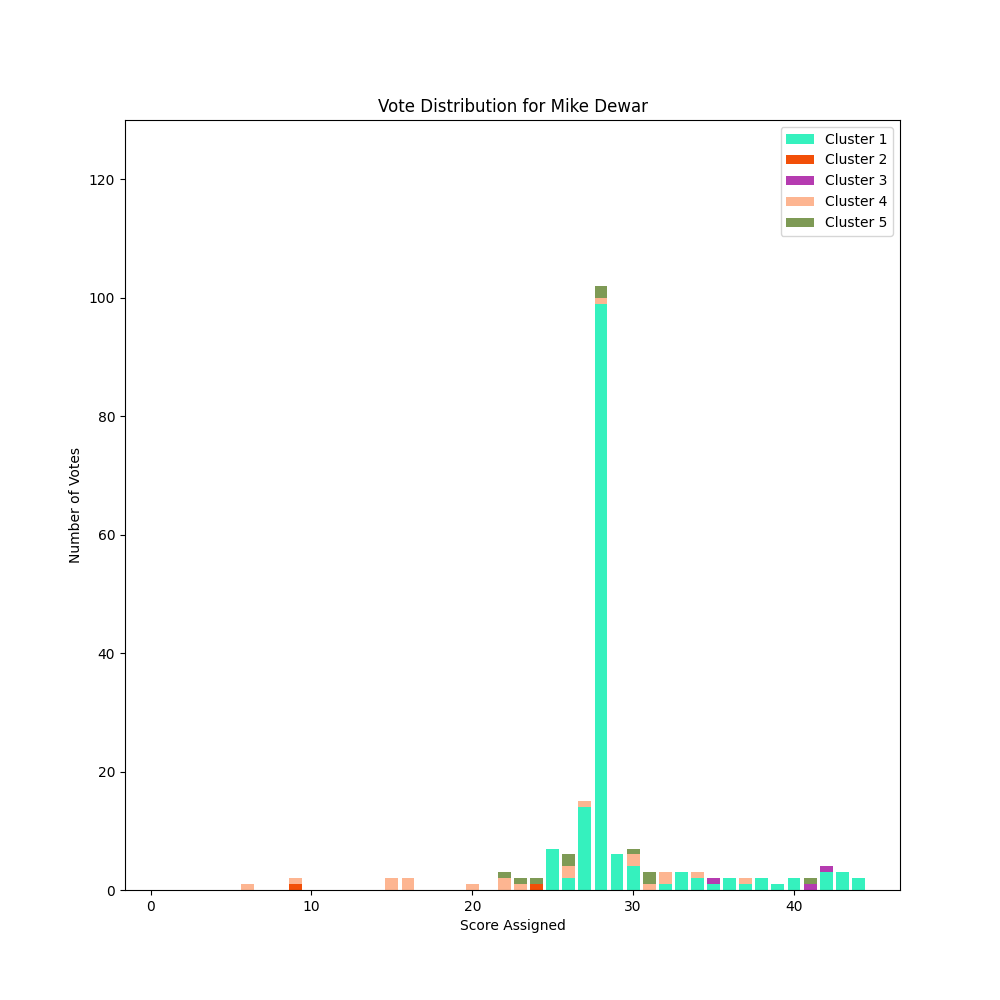 Vote Distribution for Mike Dewar
Cluster 1
Cluster 2
Cluster 3
Cluster 4
Cluster 5
120
100
80
60
40
20
0
Number of Votes
0 10 20 30 40
Score Assigned